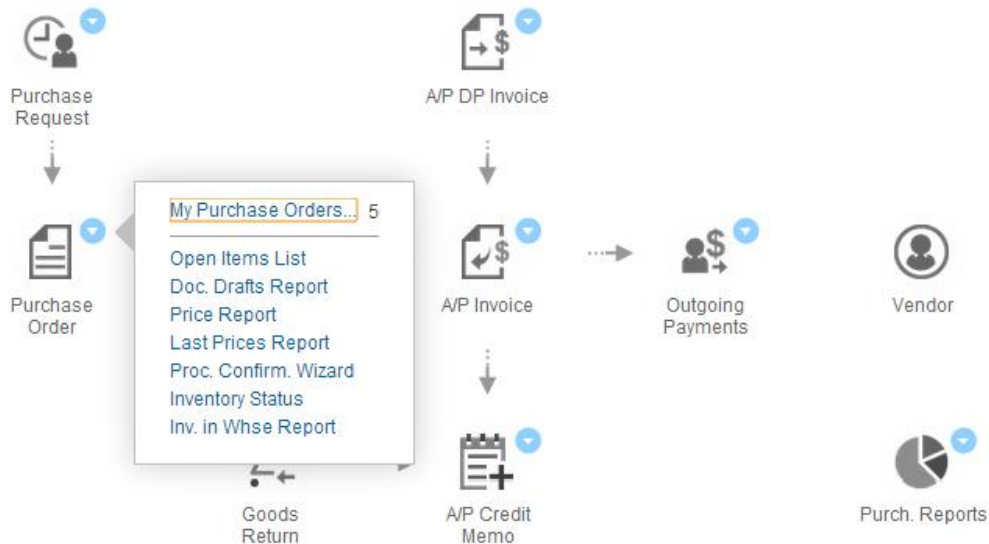 Purchase
Request
A/P DP Invoice
$
My Purchase Orders... 5
Open Items List
Doc. Drafts Report
Price Report
Last Prices Report
Proc. Confirm. Wizard
Inventory Status
Inv. in Whse Report
Purchase
Order
$
A/P Invoice
$
Outgoing
Payments
Vendor
Goods
Return
A/P Credit
Memo
Purch. Reports